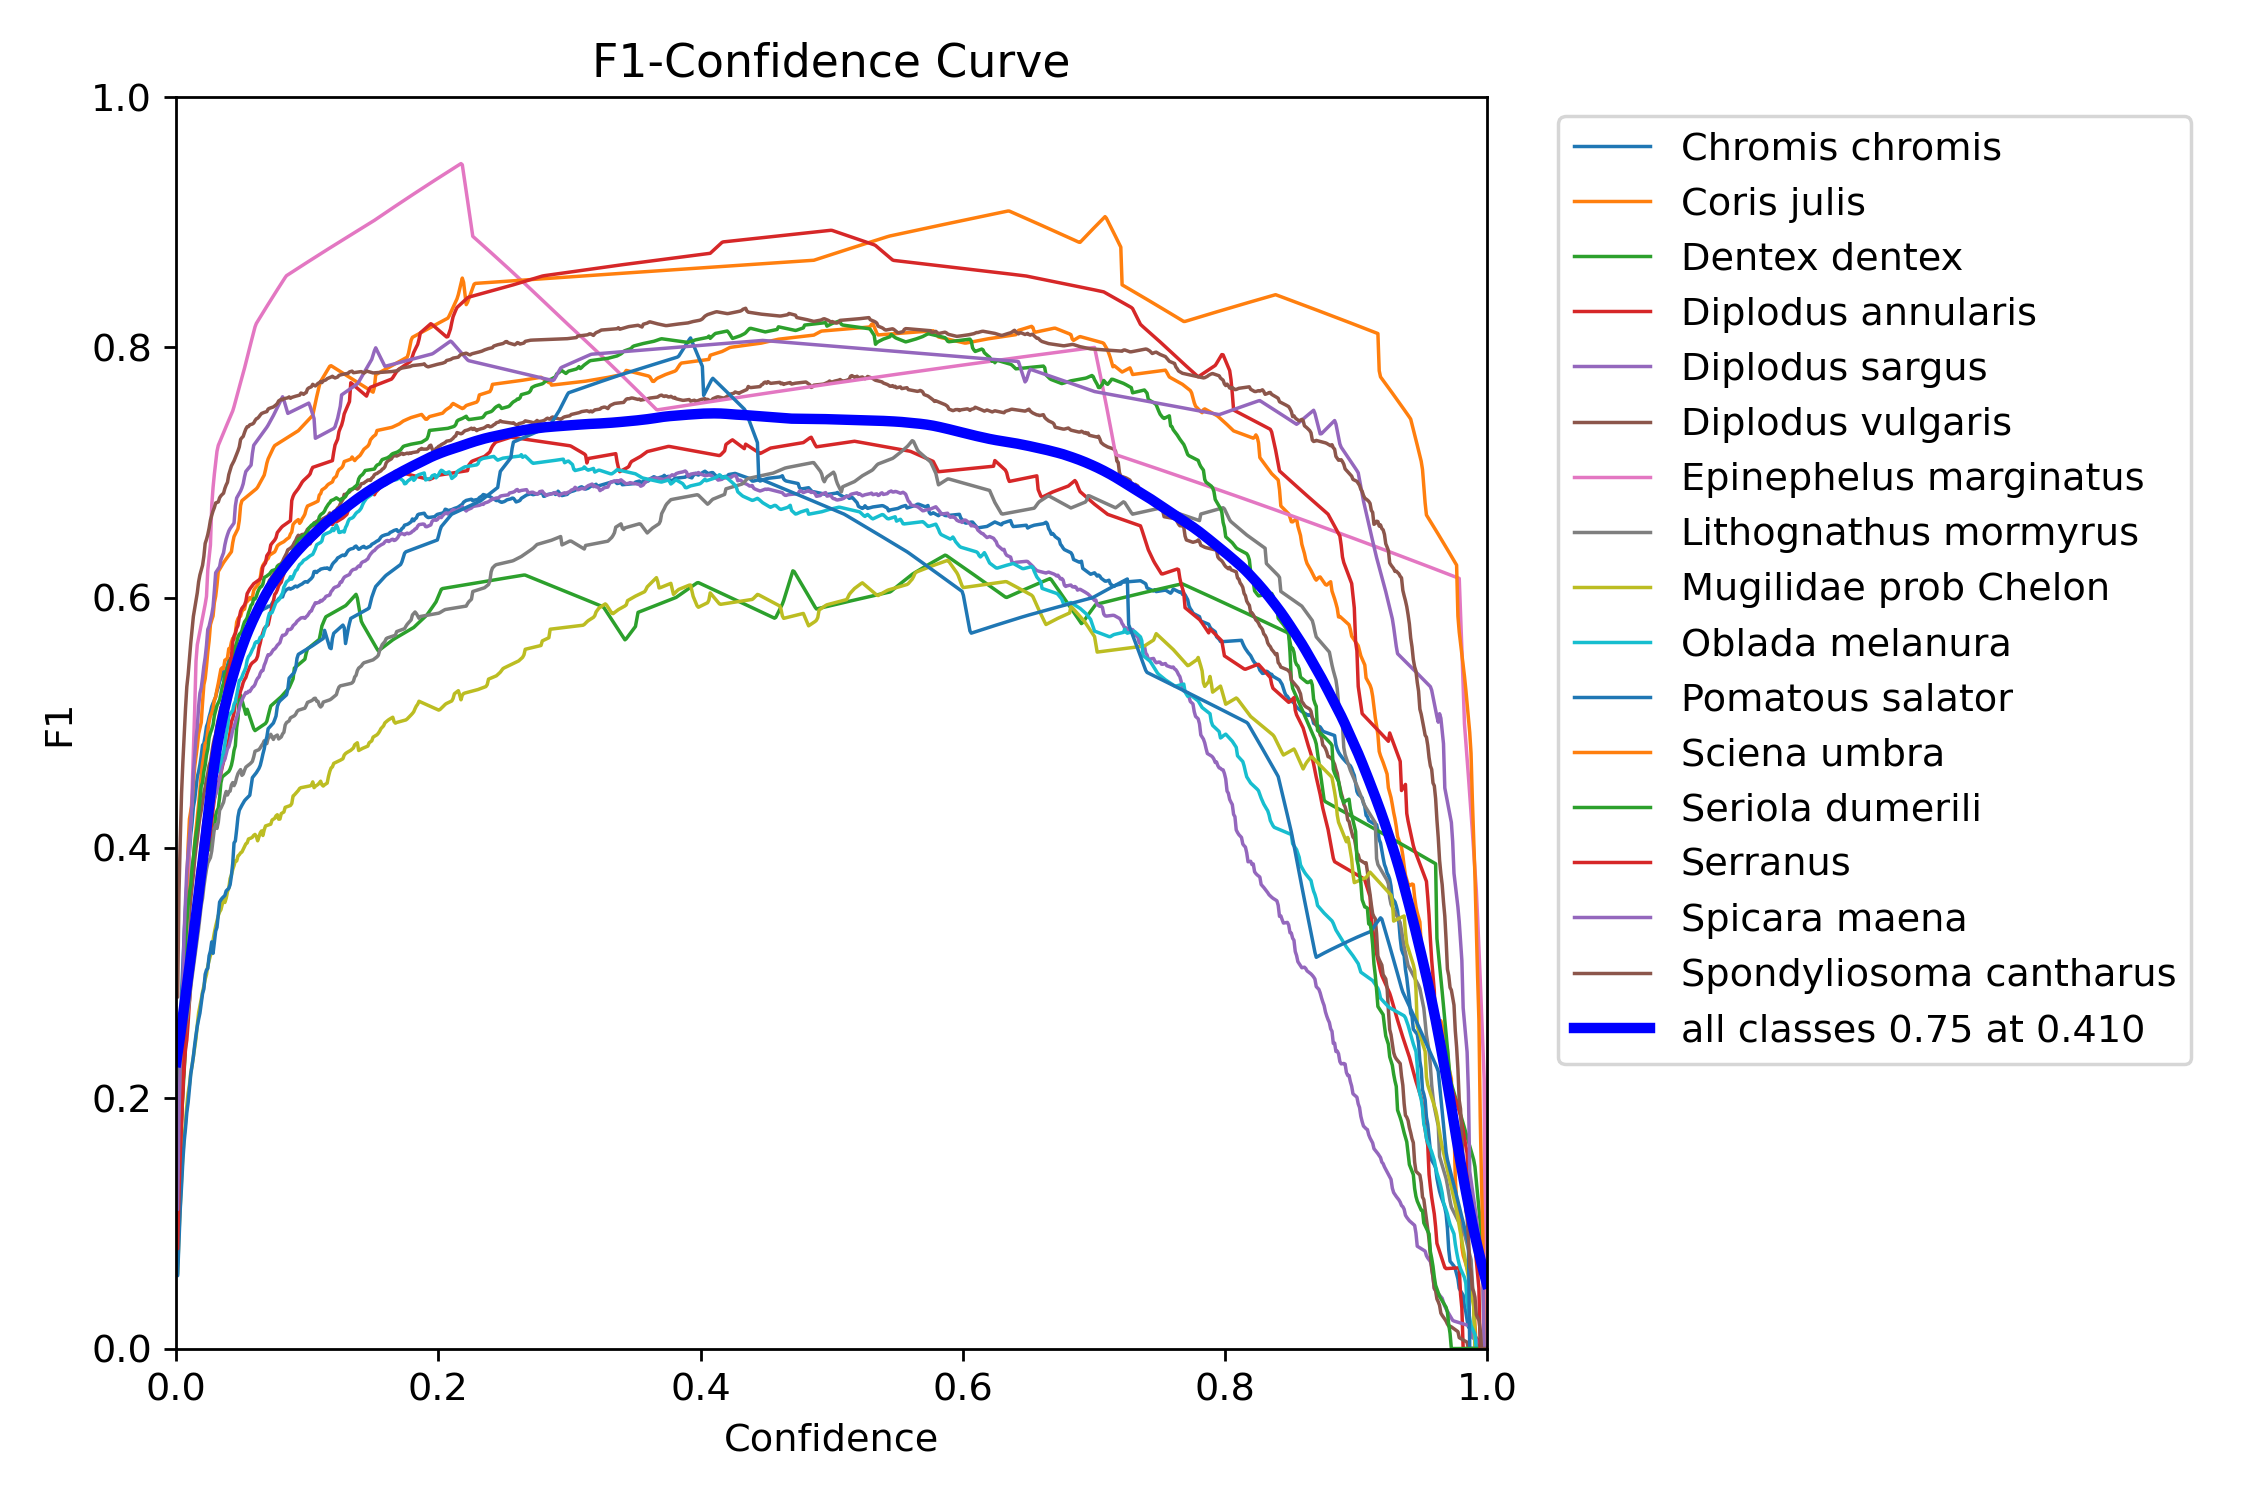 F1-Confidence Curve
1.0
0.8
0.6
0.4
0.2
0.0
F1
0.0 0.2 0.4 0.6 0.8 1.0
Confidence
Chromis chromis
Coris julis
Dentex dentex
Diplodus annularis
Diplodus sargus
Diplodus vulgaris
Epinephelus marginatus
Lithognathus mormyrus
Mugilidae prob Chelon
Oblada melanura
Pomatous salator
Sciena umbra
Seriola dumerili
Serranus
Spicara maena
Spondyliosoma cantharus
all classes 0.75 at 0.410